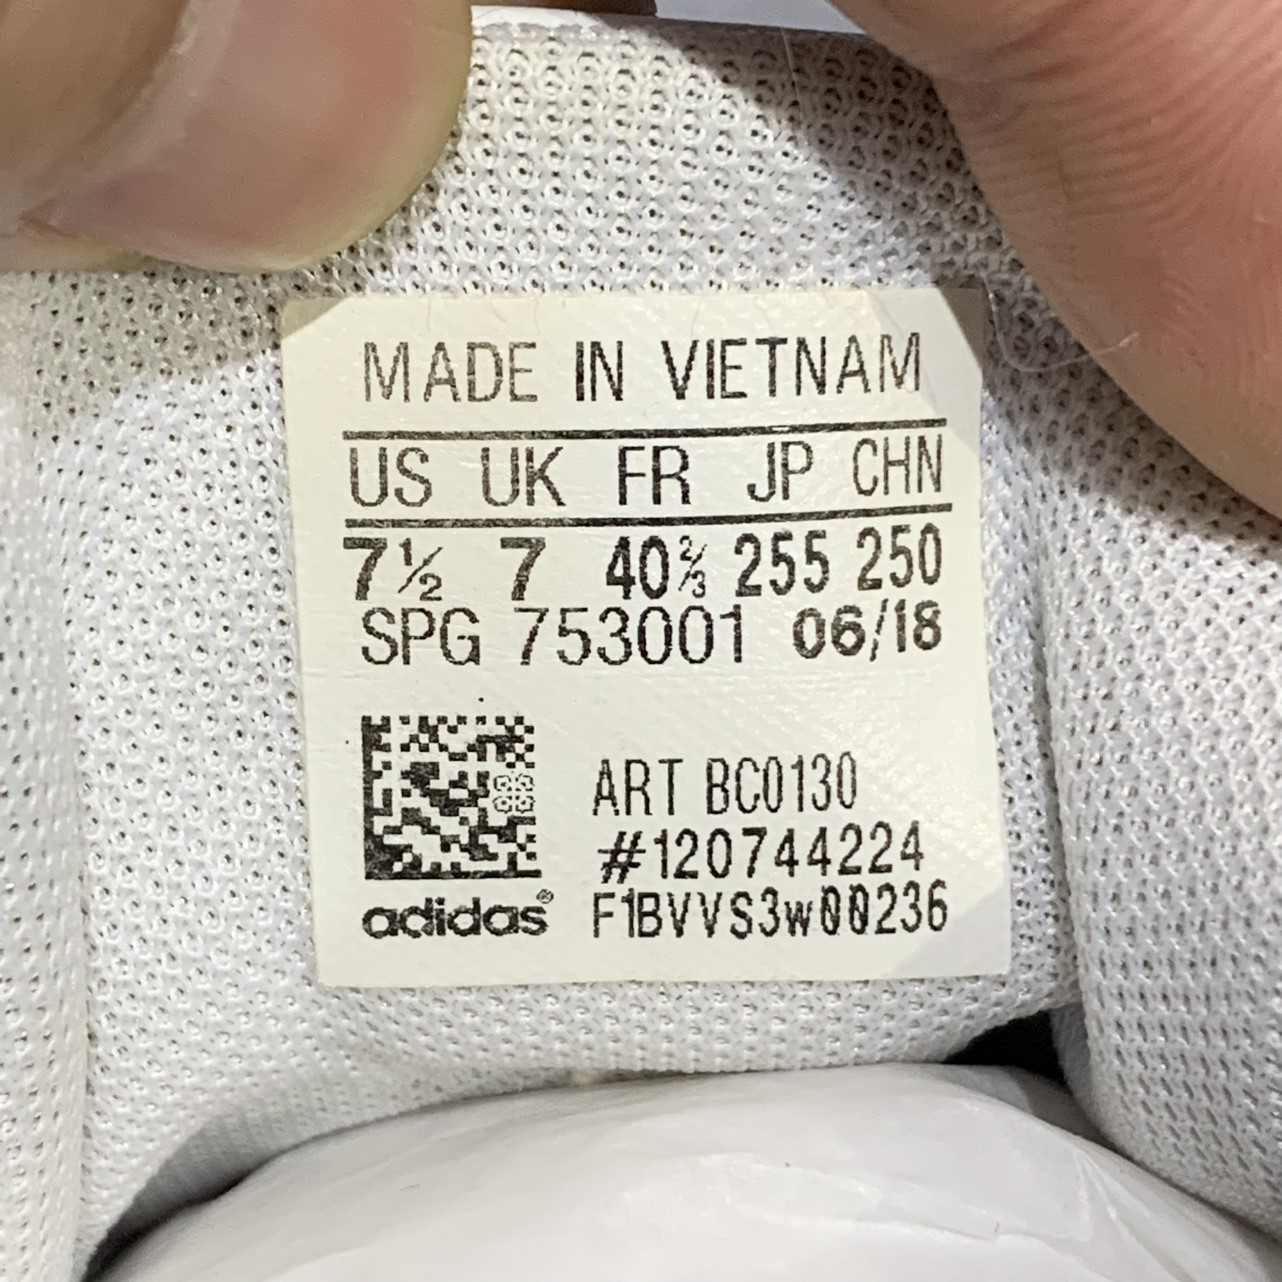 MADE IN VIETNAM
US UK FR JP CHN
7½ 7 40⅔ 255 250
SPG 753001 06/18
ART BC0130
#120744224
adidas® F1BVVS3w00236